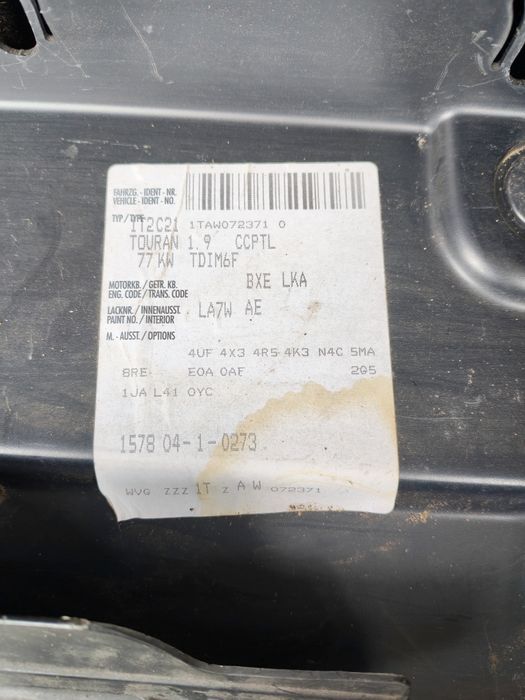 FAHRZG. - IDENT - NR.
VEHICLE - IDENT - NO.
TYP / TYPE
1TAW072371 0
1T2C21
TOURAN 1.9 CCPTL
77 KW TDIM6F
MOTORKB. / GETR. KB.
ENG. CODE / TRANS. CODE
BXE LKA
LACKNR. / INNENAUSST.
PAINT NO. / INTERIOR
LA7W AE
M. - AUSST. / OPTIONS
4UF 4X3 4R5 4K3 N4C 5MA
8RE E0A 0AF 2G5
1JA L41 0YC
1578 04-1-0273
WVG ZZZ 1T Z A W 072371